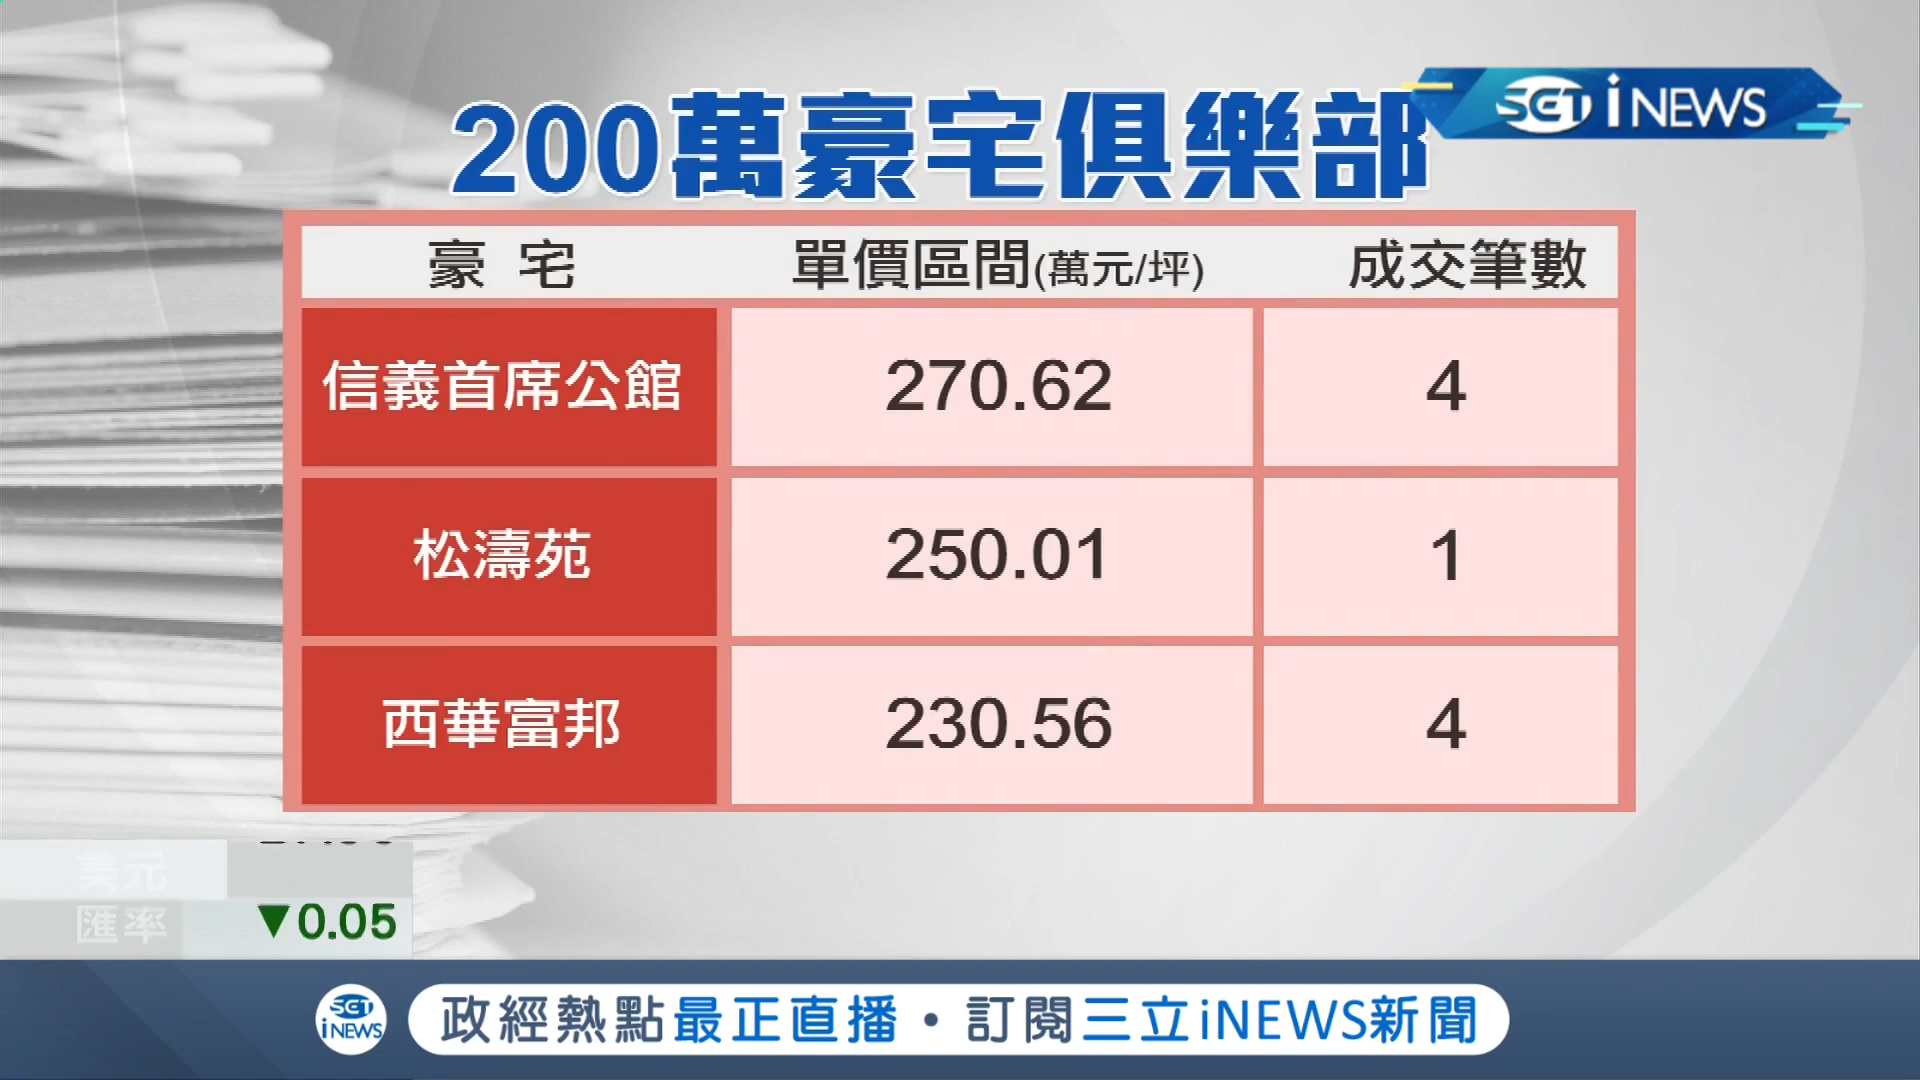 200萬豪宅俱樂部
SET iNEWS
豪 宅 單價區間(萬元/坪) 成交筆數
信義首席公館 270.62 4
松濤苑 250.01 1
西華富邦 230.56 4
美元
匯率 ▼0.05
SET iNEWS 政經熱點最正直播・訂閱三立iNEWS新聞